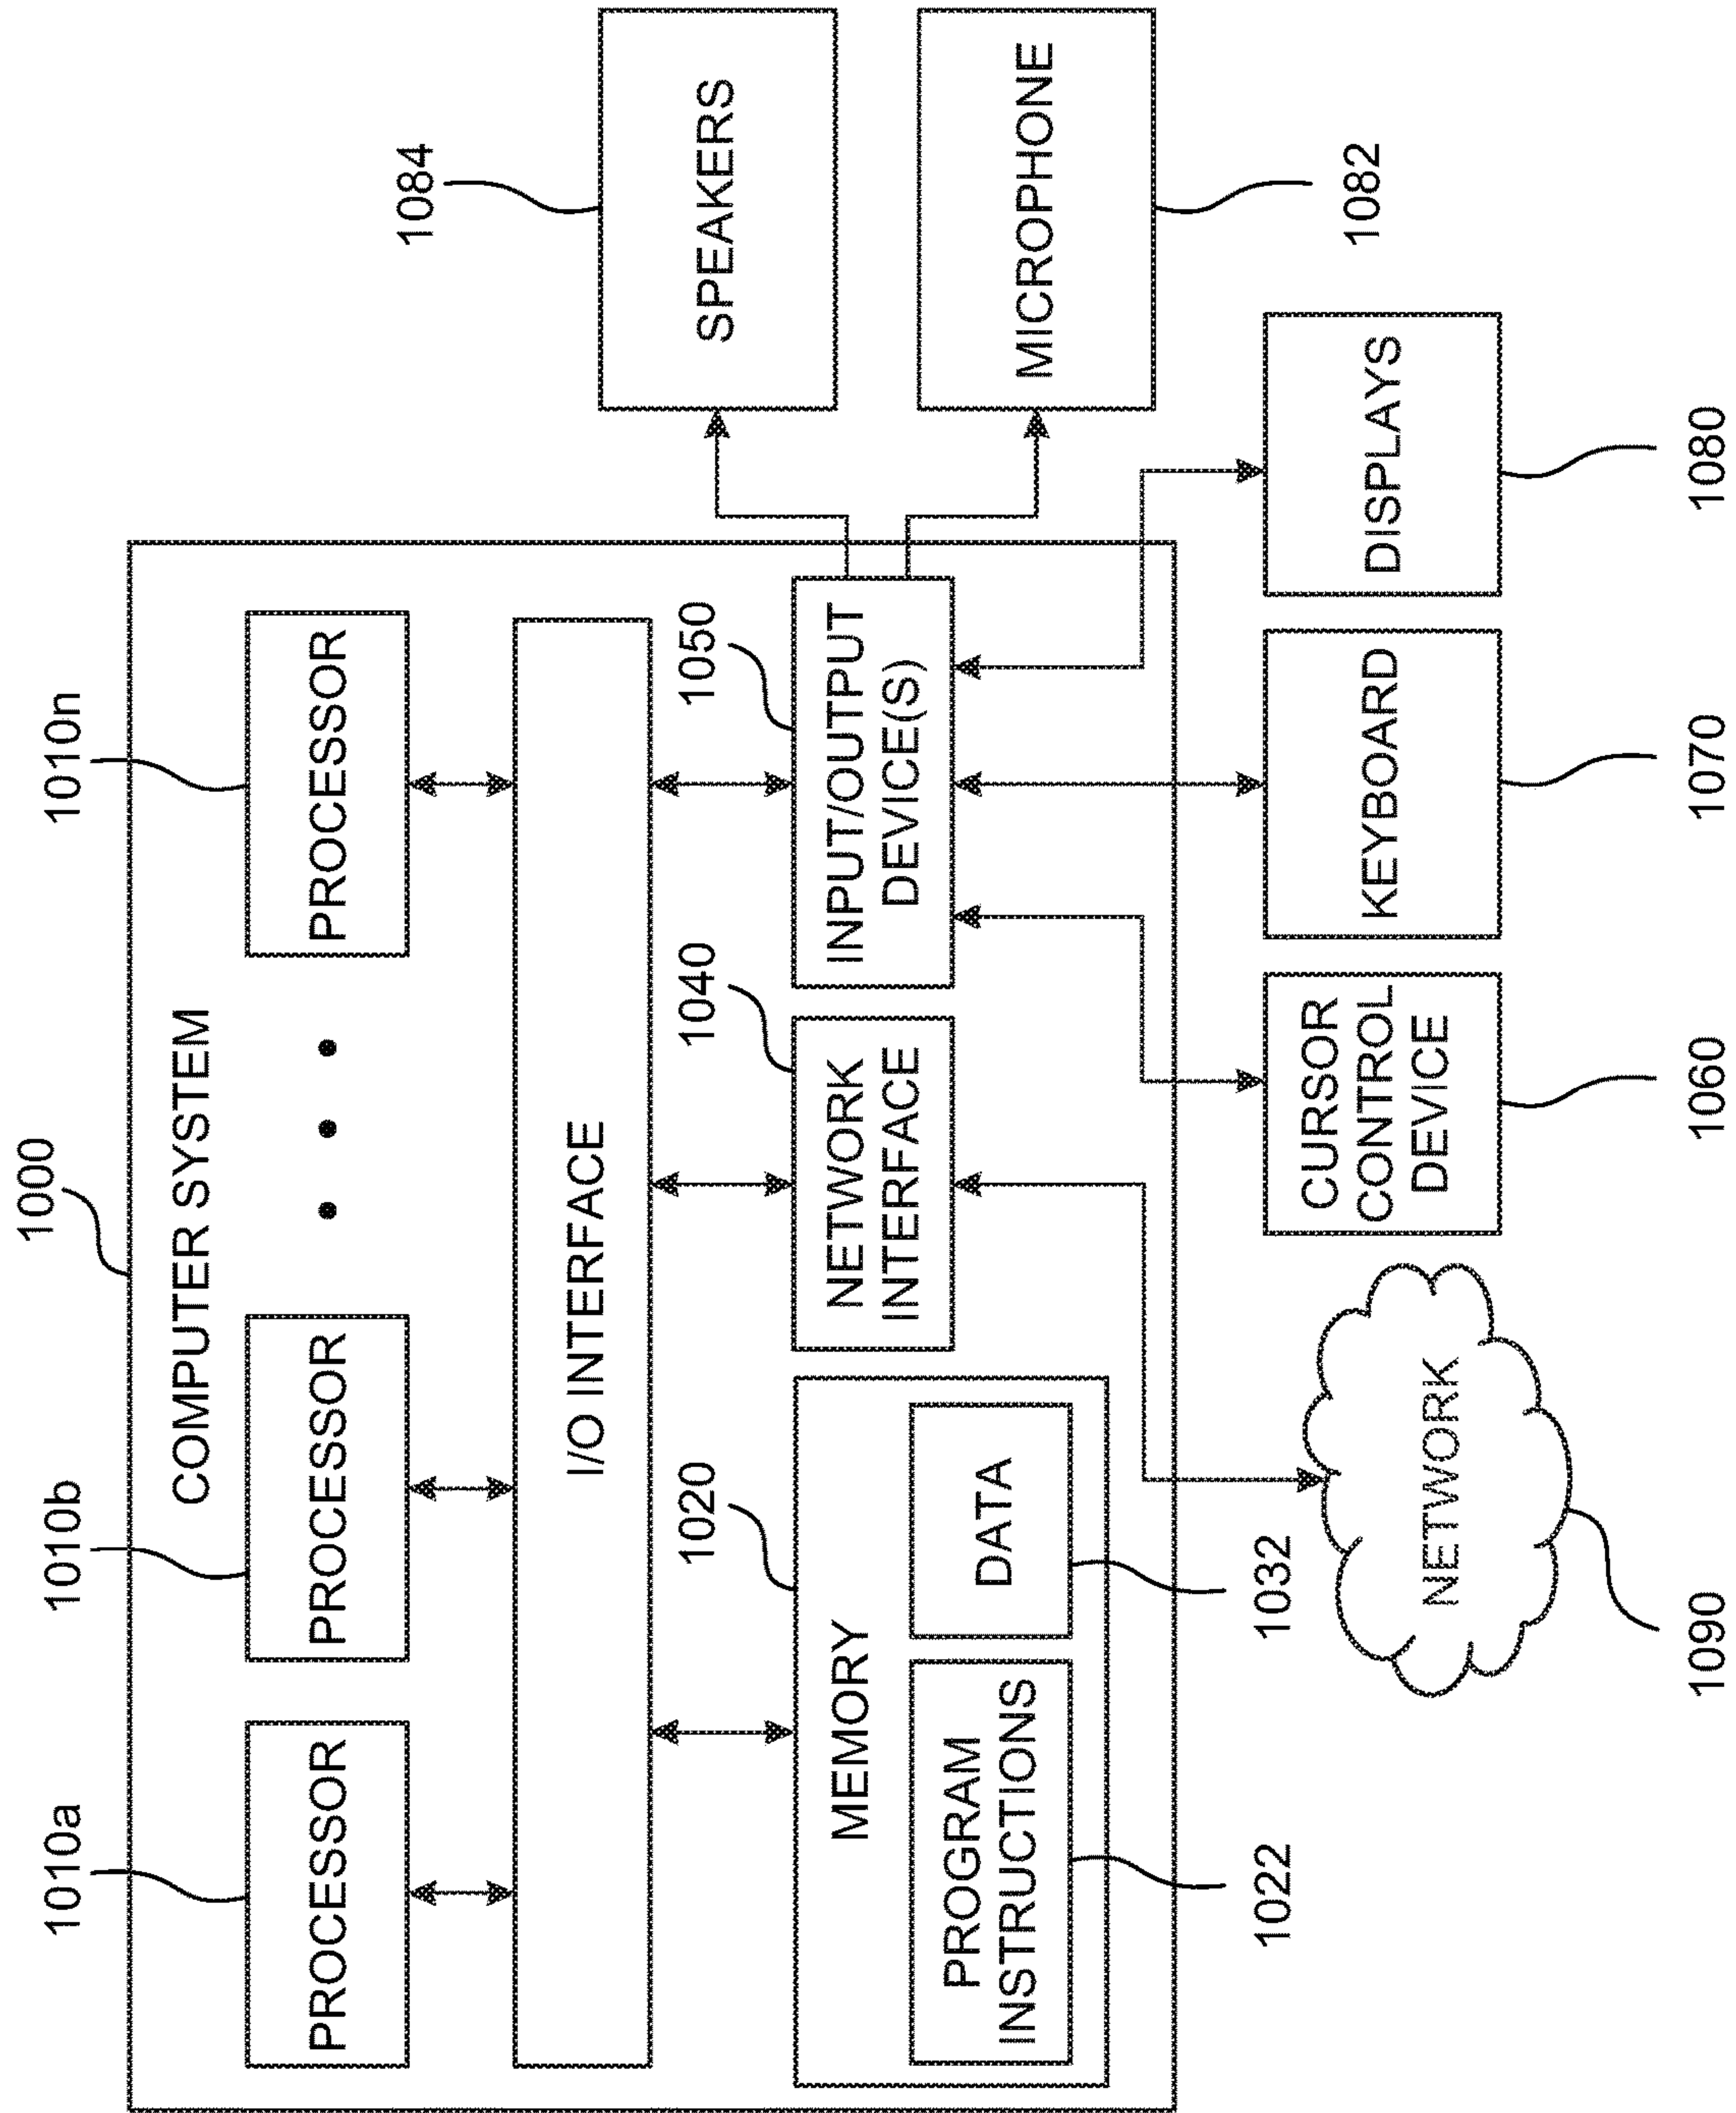 1000
COMPUTER SYSTEM
1010a
PROCESSOR
1010b
PROCESSOR
1010n
PROCESSOR
I/O INTERFACE
1020
MEMORY
PROGRAM
INSTRUCTIONS
1022
DATA
1032
1040
NETWORK
INTERFACE
1050
INPUT/OUTPUT
DEVICE(S)
1084
SPEAKERS
MICROPHONE
1082
NETWORK
1090
CURSOR
CONTROL
DEVICE
1060
KEYBOARD
1070
DISPLAYS
1080